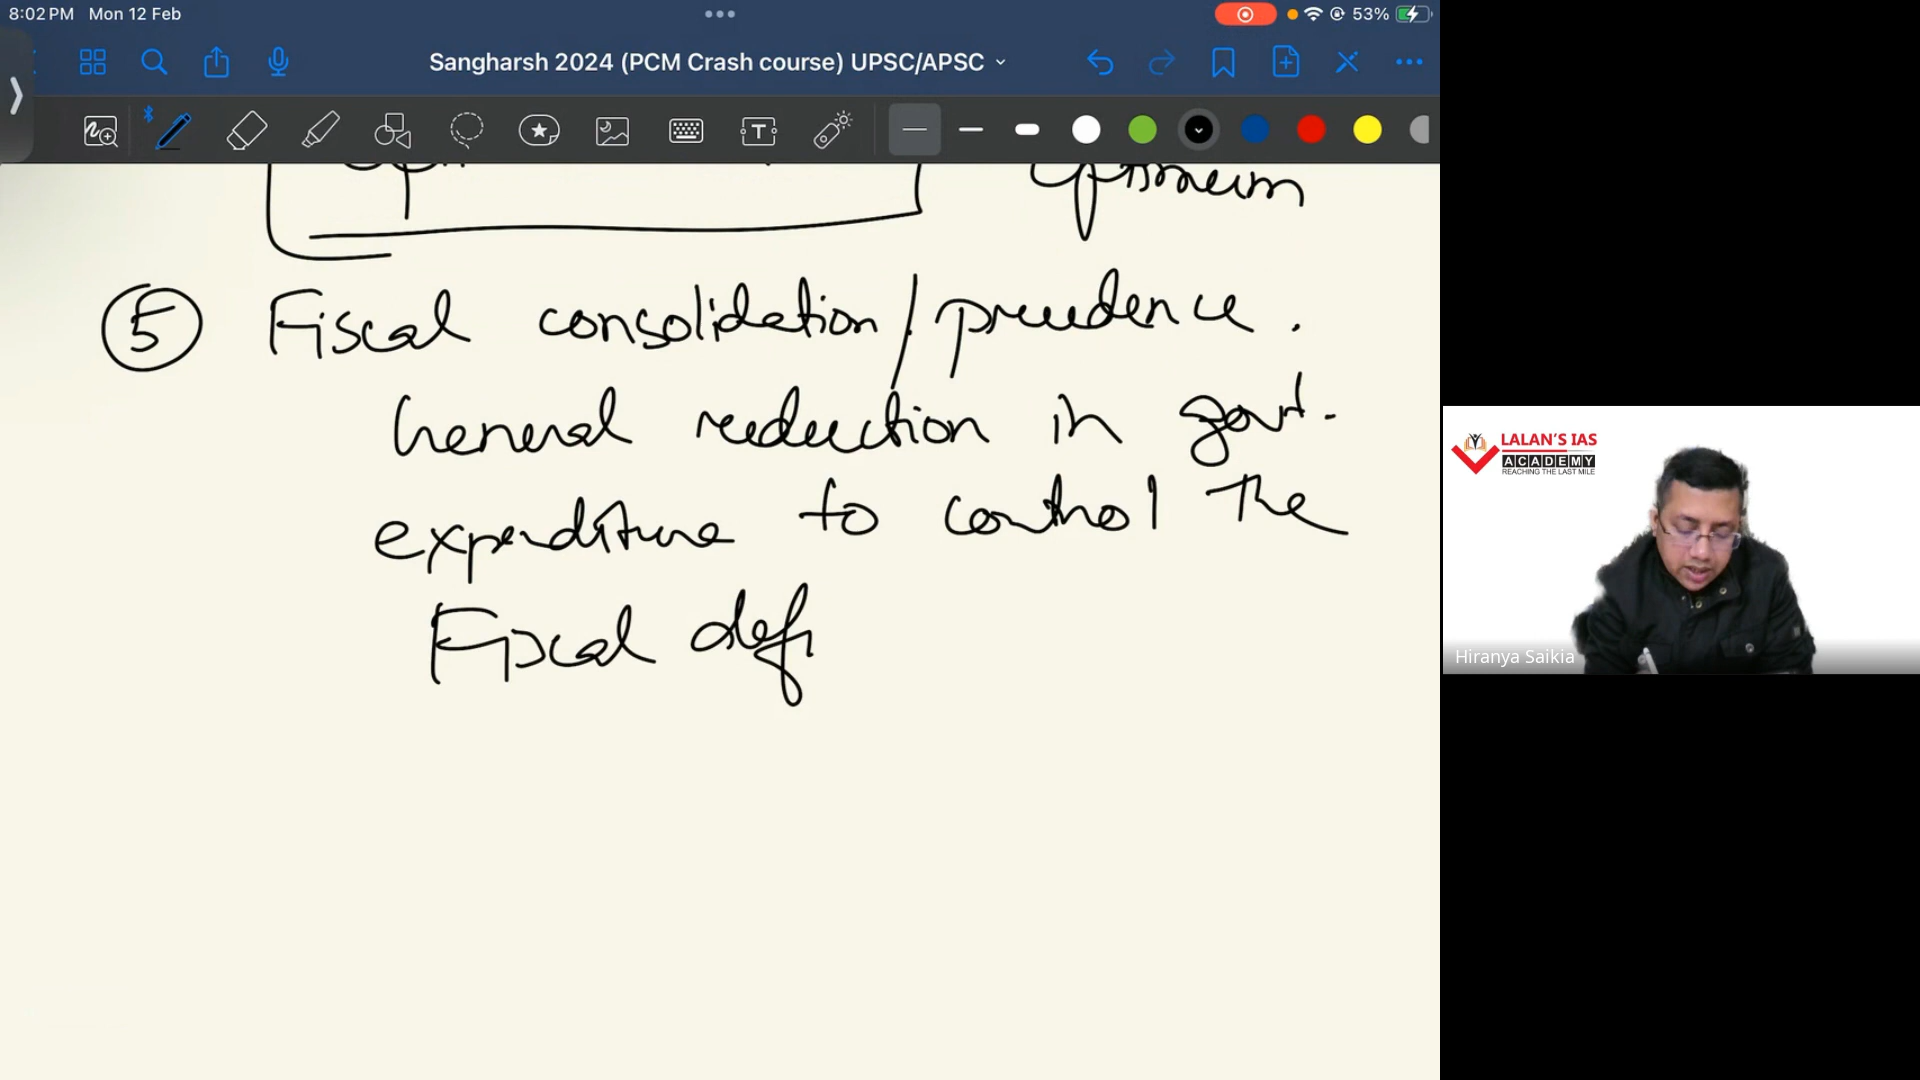 8:02 PM Mon 12 Feb
53%
Sangharsh 2024 (PCM Crash course) UPSC/APSC
optimum
5 Fiscal consolidation/prudence.
General reduction in govt.
expenditure to control the
Fiscal defi
LALAN'S IAS
ACADEMY
REACHING THE LAST MILE
Hiranya Saikia